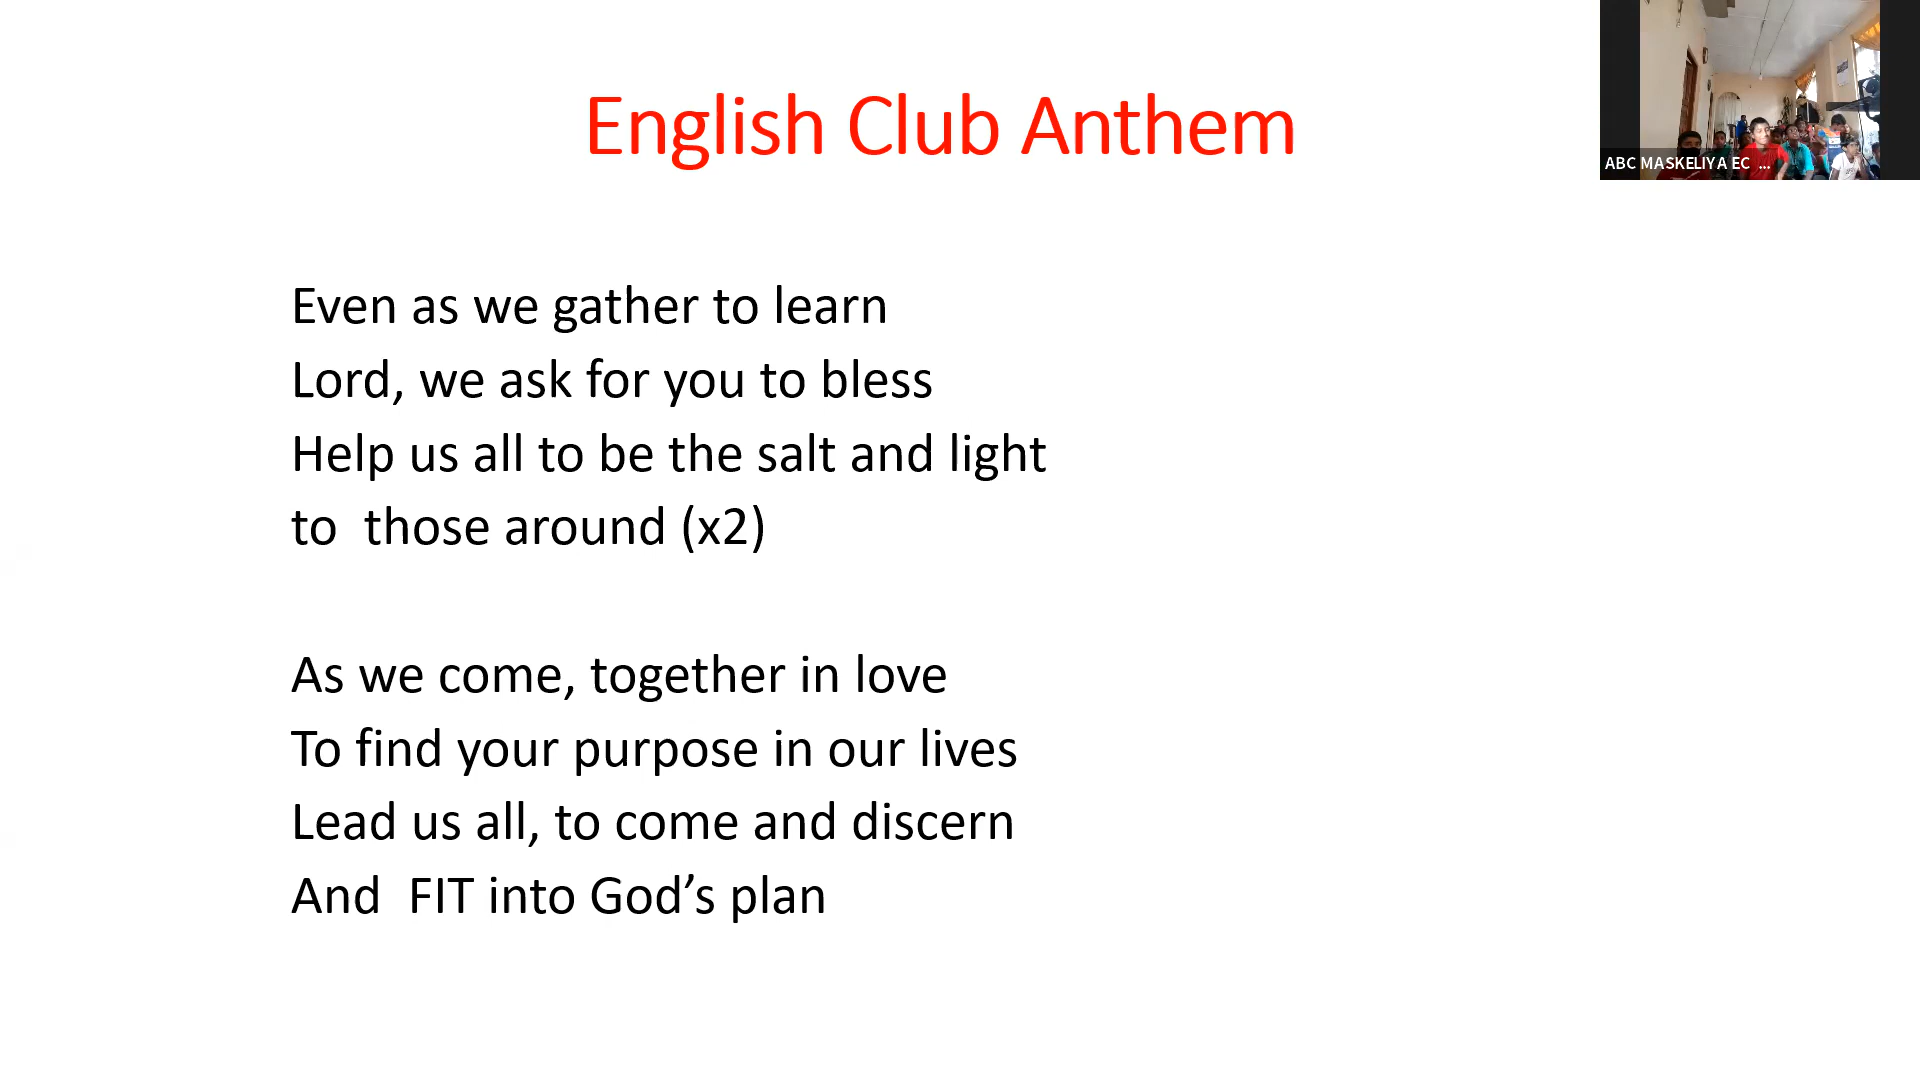 English Club Anthem
ABC MASKELIYA EC ...
Even as we gather to learn
Lord, we ask for you to bless
Help us all to be the salt and light
to  those around (x2)
As we come, together in love
To find your purpose in our lives
Lead us all, to come and discern
And  FIT into God’s plan